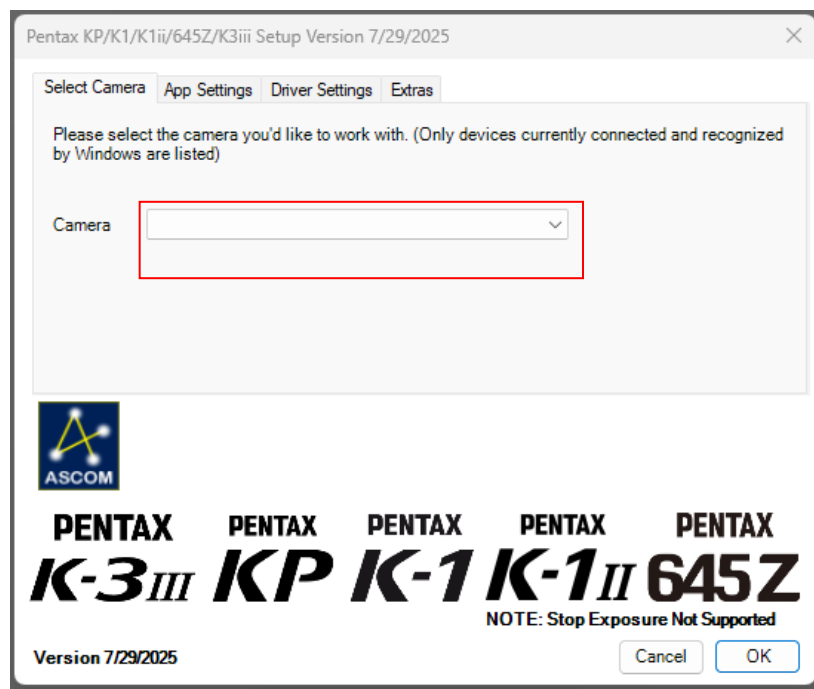 Pentax KP/K1/K1ii/645Z/K3iii Setup Version 7/29/2025
Select Camera App Settings Driver Settings Extras
Please select the camera you'd like to work with. (Only devices currently connected and recognized
by Windows are listed)
Camera
ASCOM
PENTAX PENTAX PENTAX PENTAX PENTAX
K-3III KP K-1 K-1II 645Z
NOTE: Stop Exposure Not Supported
Version 7/29/2025 Cancel OK